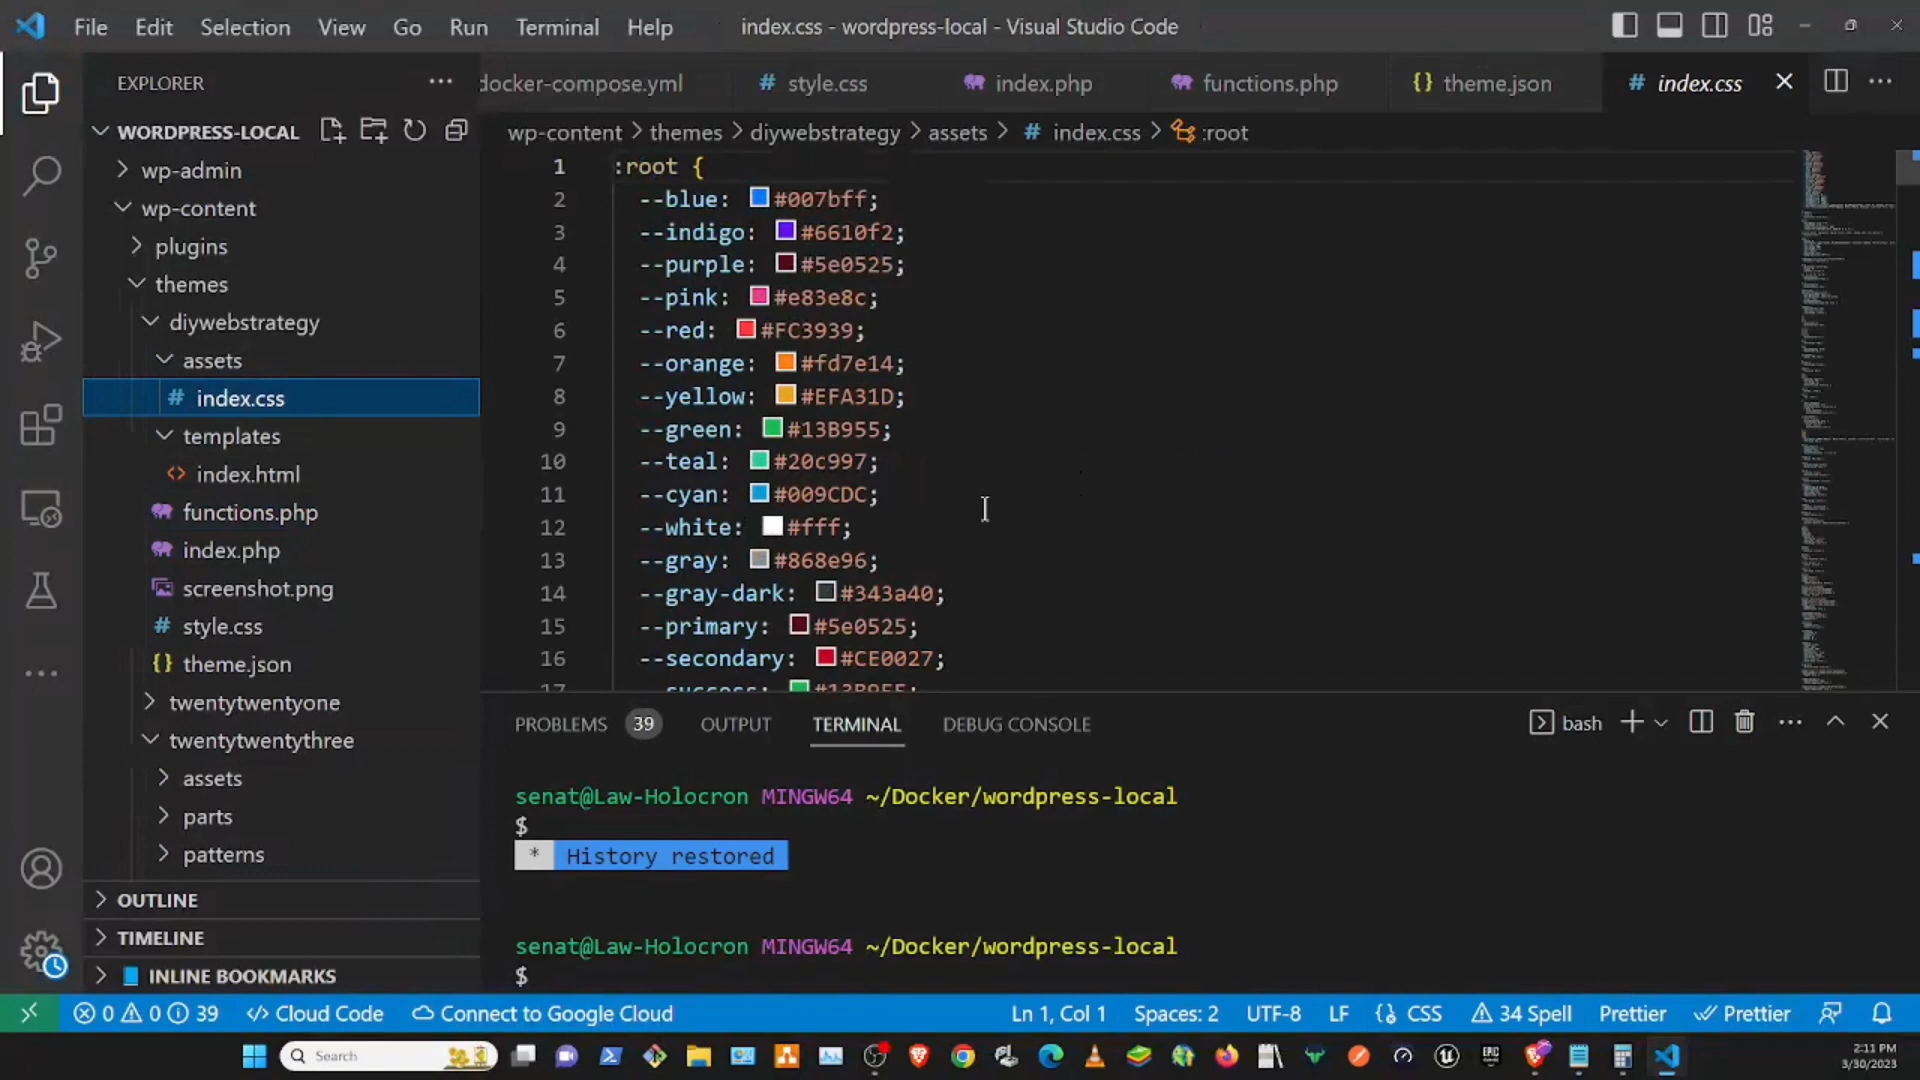 File Edit Selection View Go Run Terminal Help index.css - wordpress-local - Visual Studio Code
EXPLORER
docker-compose.yml # style.css index.php functions.php {} theme.json # index.css
WORDPRESS-LOCAL
wp-content > themes > diywebstrategy > assets > # index.css > :root
wp-admin
wp-content
plugins
themes
diywebstrategy
assets
# index.css
templates
<> index.html
functions.php
index.php
screenshot.png
# style.css
{} theme.json
twentytwentyone
twentytwentythree
assets
parts
patterns
OUTLINE
TIMELINE
INLINE BOOKMARKS
1 :root {
2 --blue: #007bff;
3 --indigo: #6610f2;
4 --purple: #5e0525;
5 --pink: #e83e8c;
6 --red: #FC3939;
7 --orange: #fd7e14;
8 --yellow: #EFA31D;
9 --green: #13B955;
10 --teal: #20c997;
11 --cyan: #009CDC;
12 --white: #fff;
13 --gray: #868e96;
14 --gray-dark: #343a40;
15 --primary: #5e0525;
16 --secondary: #CE0027;
17 --success: #13B955;
PROBLEMS 39 OUTPUT TERMINAL DEBUG CONSOLE bash
senat@Law-Holocron MINGW64 ~/Docker/wordpress-local
$
* History restored
senat@Law-Holocron MINGW64 ~/Docker/wordpress-local
$
0 0 39 </> Cloud Code Connect to Google Cloud Ln 1, Col 1 Spaces: 2 UTF-8 LF {} CSS 34 Spell Prettier Prettier
Search
2:11 PM
3/30/2023